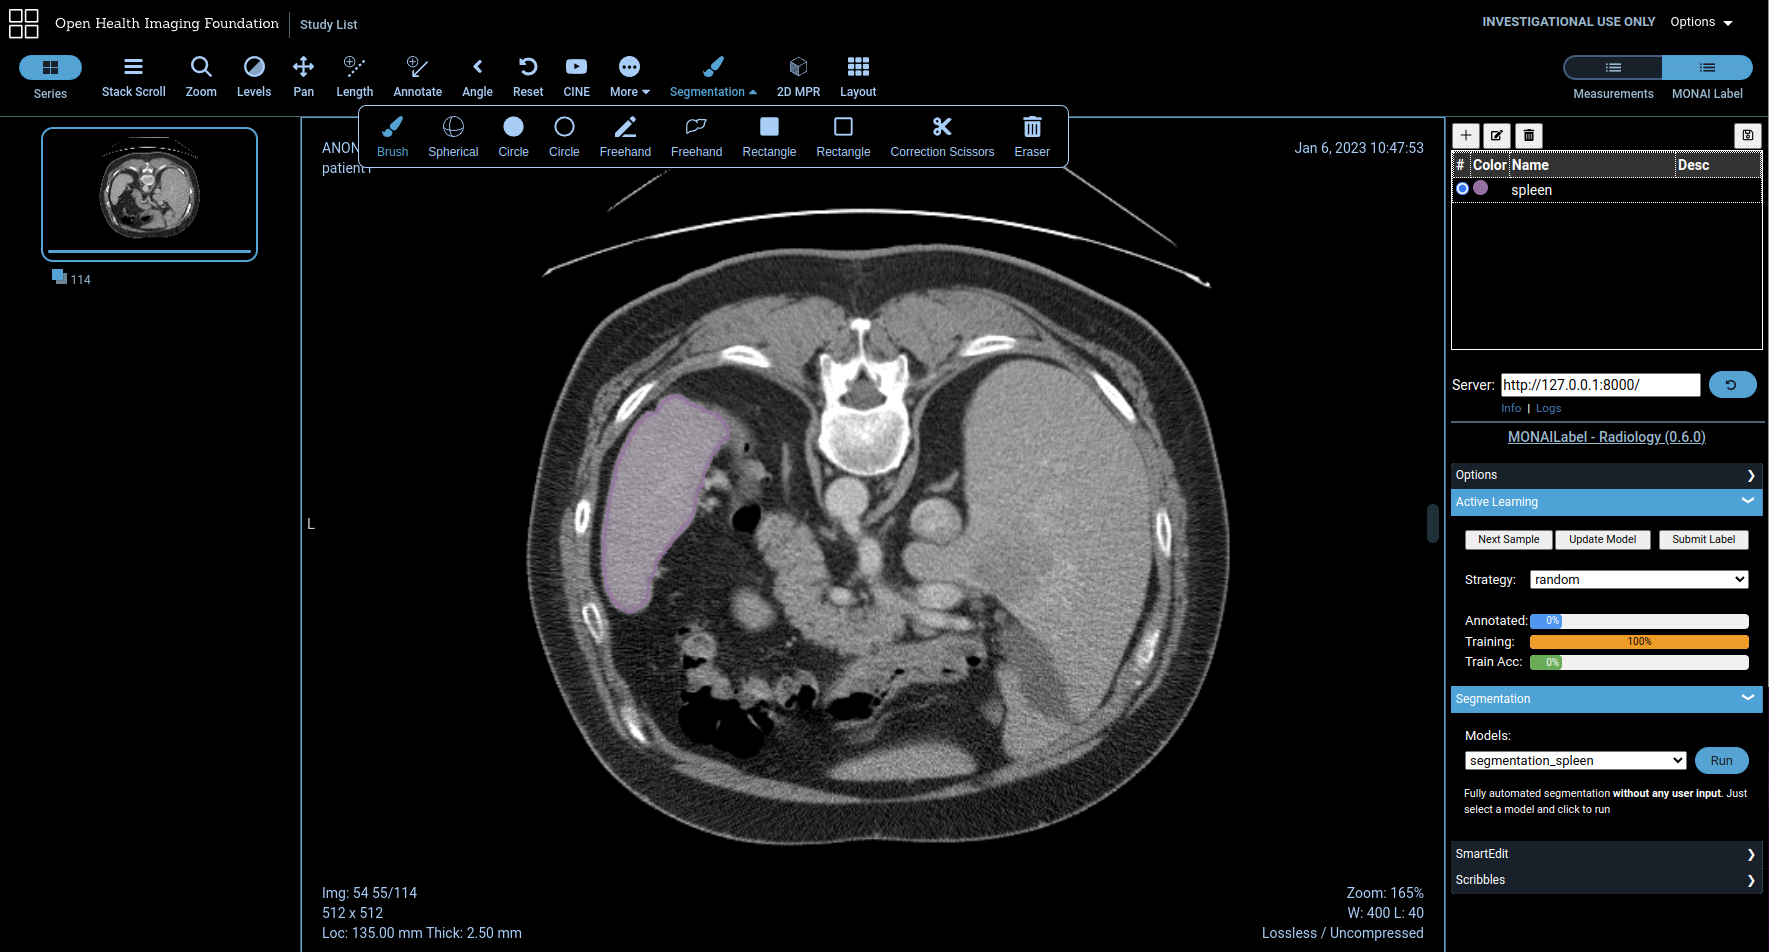 Open Health Imaging Foundation
Study List
INVESTIGATIONAL USE ONLY
Options
Series
Stack Scroll
Zoom
Levels
Pan
Length
Annotate
Angle
Reset
CINE
More
Segmentation
2D MPR
Layout
Measurements
MONAI Label
Brush
Spherical
Circle
Circle
Freehand
Freehand
Rectangle
Rectangle
Correction Scissors
Eraser
ANON
patient
Jan 6, 2023 10:47:53
114
L
# Color Name Desc
spleen
Server: http://127.0.0.1:8000/
Info | Logs
MONAILabel - Radiology (0.6.0)
Options
Active Learning
Next Sample Update Model Submit Label
Strategy: random
Annotated: 0%
Training: 100%
Train Acc: 0%
Segmentation
Models:
segmentation_spleen Run
Fully automated segmentation without any user input. Just
select a model and click to run
SmartEdit
Scribbles
Img: 54 55/114
512 x 512
Loc: 135.00 mm Thick: 2.50 mm
Zoom: 165%
W: 400 L: 40
Lossless / Uncompressed